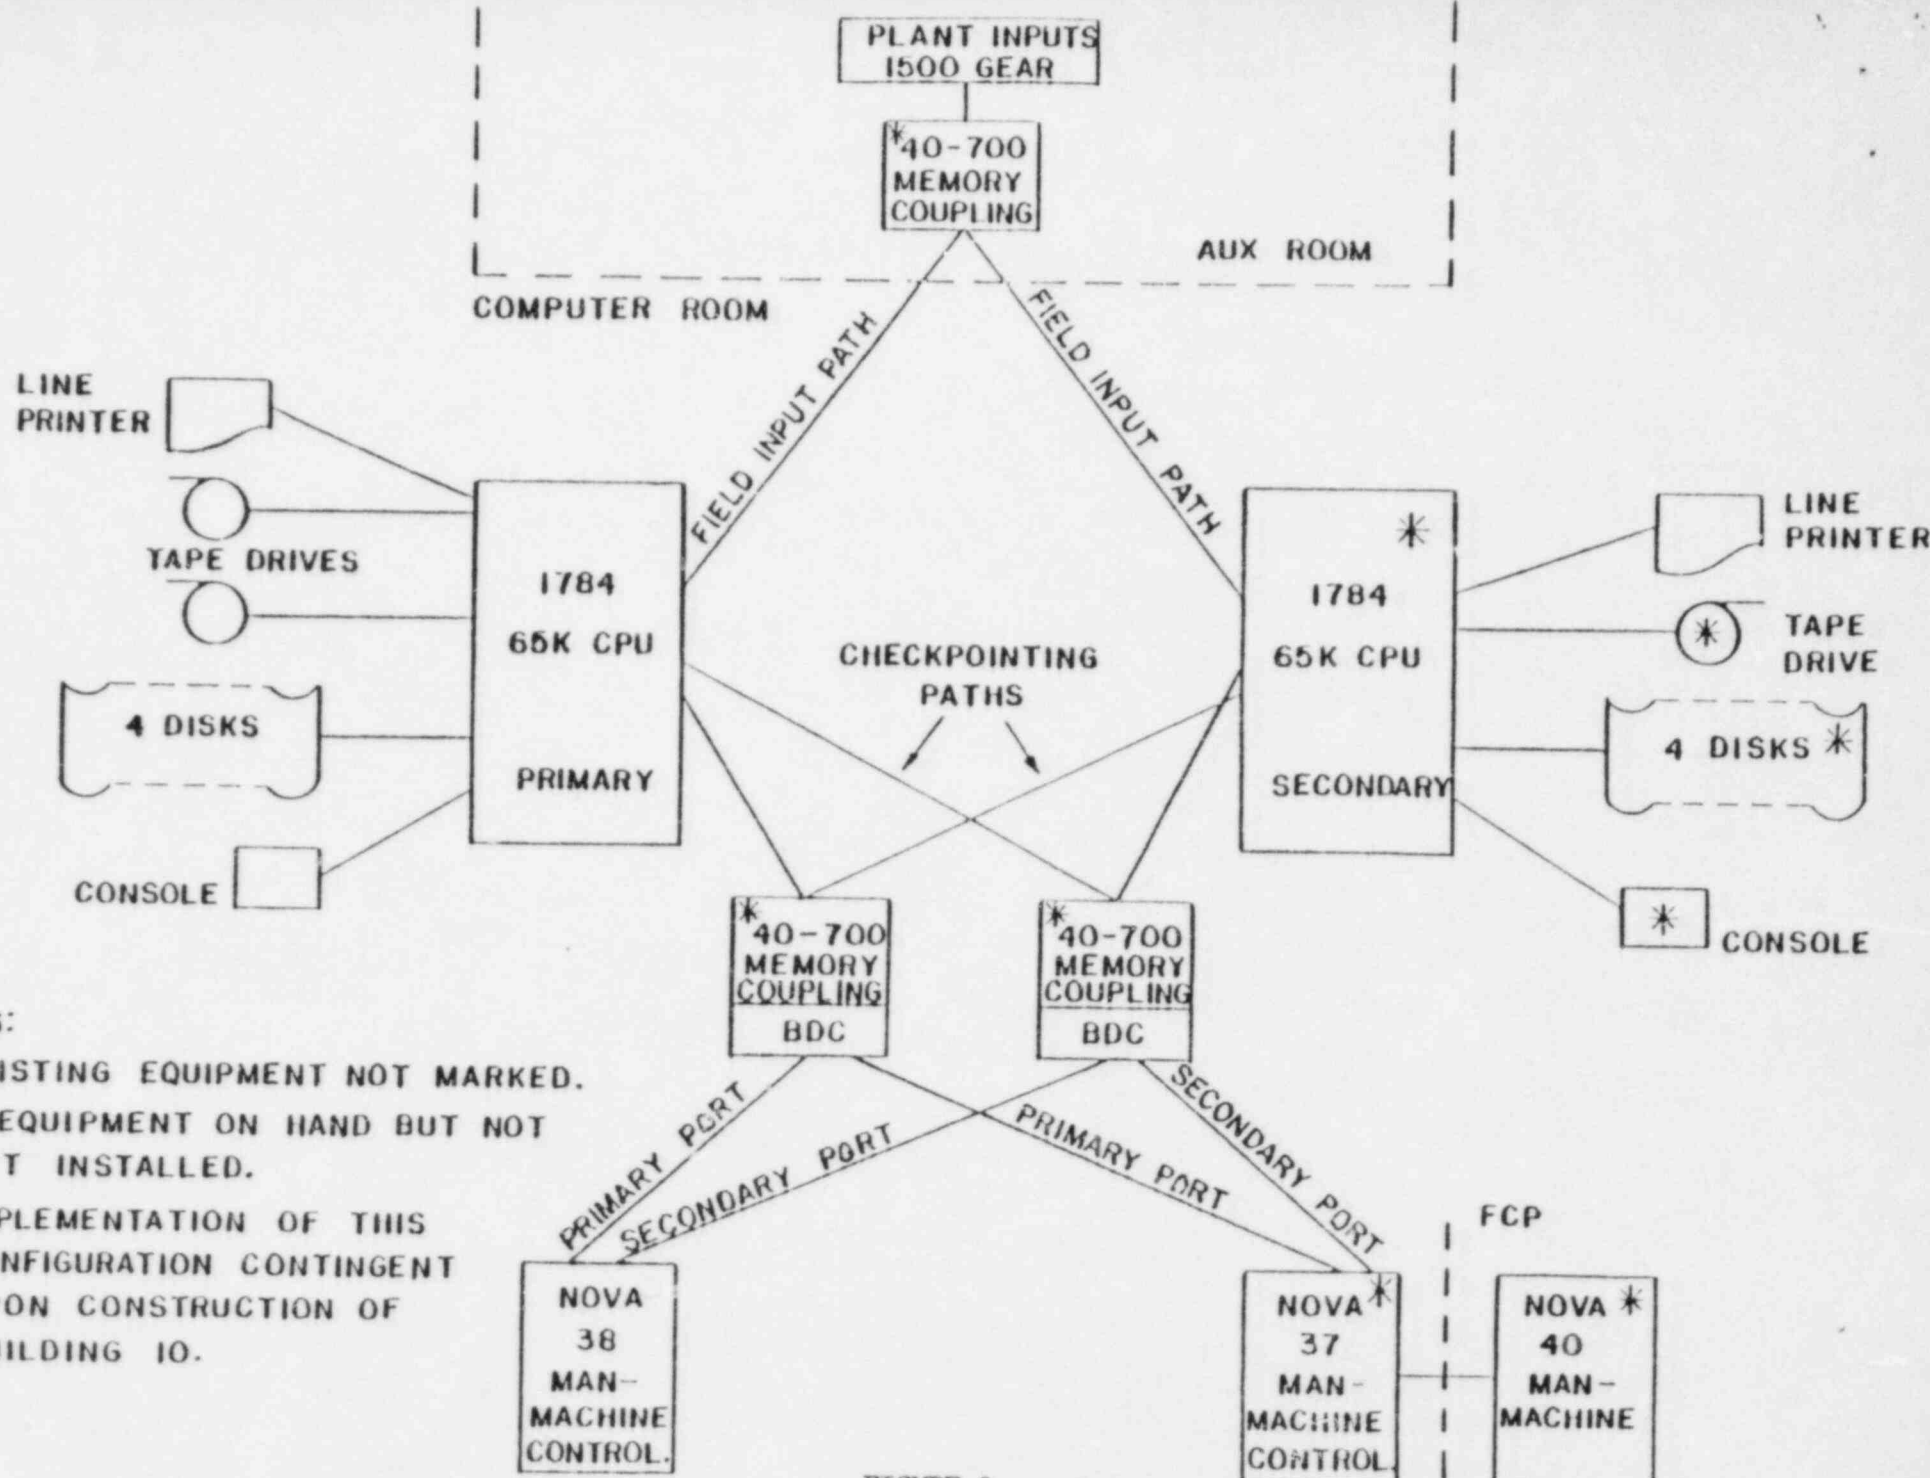 PLANT INPUTS
1500 GEAR
*40-700
MEMORY
COUPLING
AUX ROOM
COMPUTER ROOM
FIELD INPUT PATH
FIELD INPUT PATH
LINE
PRINTER
TAPE DRIVES
4 DISKS
CONSOLE
1784
65K CPU
PRIMARY
CHECKPOINTING
PATHS
*
1784
65K CPU
SECONDARY
LINE
PRINTER
*
TAPE
DRIVE
4 DISKS *
*
CONSOLE
*40-700
MEMORY
COUPLING
BDC
*40-700
MEMORY
COUPLING
BDC
S:
ISTING EQUIPMENT NOT MARKED.
EQUIPMENT ON HAND BUT NOT
T INSTALLED.
PLEMENTATION OF THIS
NFIGURATION CONTINGENT
ON CONSTRUCTION OF
ILDING 10.
PRIMARY PORT
SECONDARY PORT
PRIMARY PORT
SECONDARY PORT
NOVA
38
MAN-
MACHINE
CONTROL.
NOVA *
37
MAN-
MACHINE
CONTROL.
FCP
NOVA *
40
MAN-
MACHINE